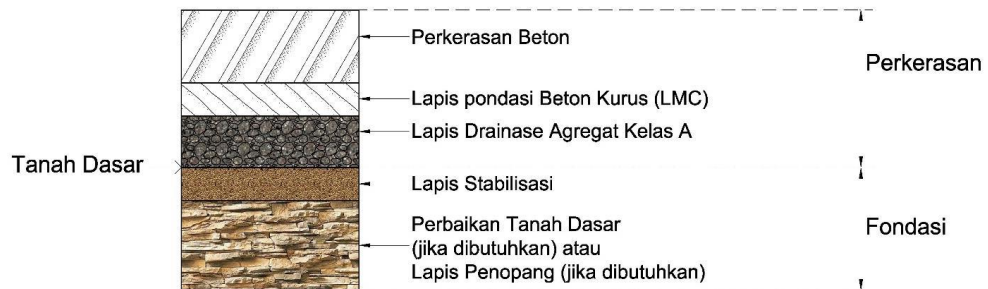 Perkerasan Beton
Perkerasan
Lapis pondasi Beton Kurus (LMC)
Lapis Drainase Agregat Kelas A
Tanah Dasar
Lapis Stabilisasi
Perbaikan Tanah Dasar
(jika dibutuhkan) atau
Lapis Penopang (jika dibutuhkan)
Fondasi